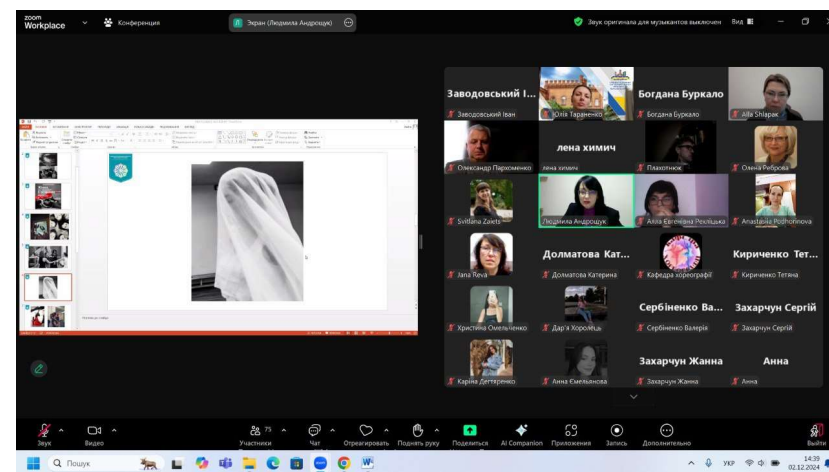 zoom
Workplace
Конференция
Экран (Людмила Андрощук)
Звук оригинала для музыкантов выключен
Вид
Заводовський І...
Заводовський Іван
Юлія Тараненко
Богдана Буркало
Богдана Буркало
Alla Shlapak
Олександр Пархоменко
лена химич
лена химич
Плахотнюк
Олена Реброва
Svitlana Zaiets
Людмила Андрощук
Алла Евгенівна Рехліцька
Anastasiia Podhorinova
Jana Reva
Долматова Кат...
Долматова Катерина
Кафедра хореографії
Кириченко Тет...
Кириченко Тетяна
Христина Омельченко
Дар'я Хоролець
Сербіненко Ва...
Сербіненко Валерія
Захарчун Сергій
Захарчун Сергій
Каріна Дегтяренко
Анна Ємельянова
Захарчун Жанна
Захарчун Жанна
Анна
Анна
Звук
Видео
75
Участники
Чат
Отреагировать
Поднять руку
Поделиться
AI Companion
Приложения
Запись
Дополнительно
Выйти
Пошук
УКР
14:39
02.12.2024